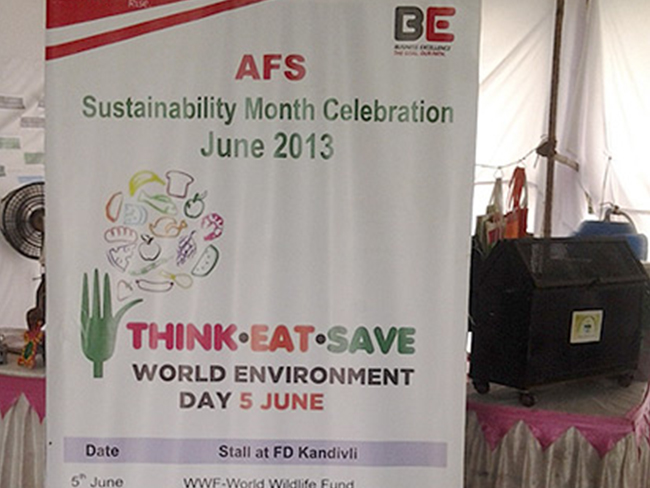 Rise
BE
BUSINESS EXCELLENCE
THE GOAL. OUR PATH.
AFS
Sustainability Month Celebration
June 2013
THINK•EAT•SAVE
WORLD ENVIRONMENT
DAY 5 JUNE
Date Stall at FD Kandivli
5th June WWF-World Wildlife Fund